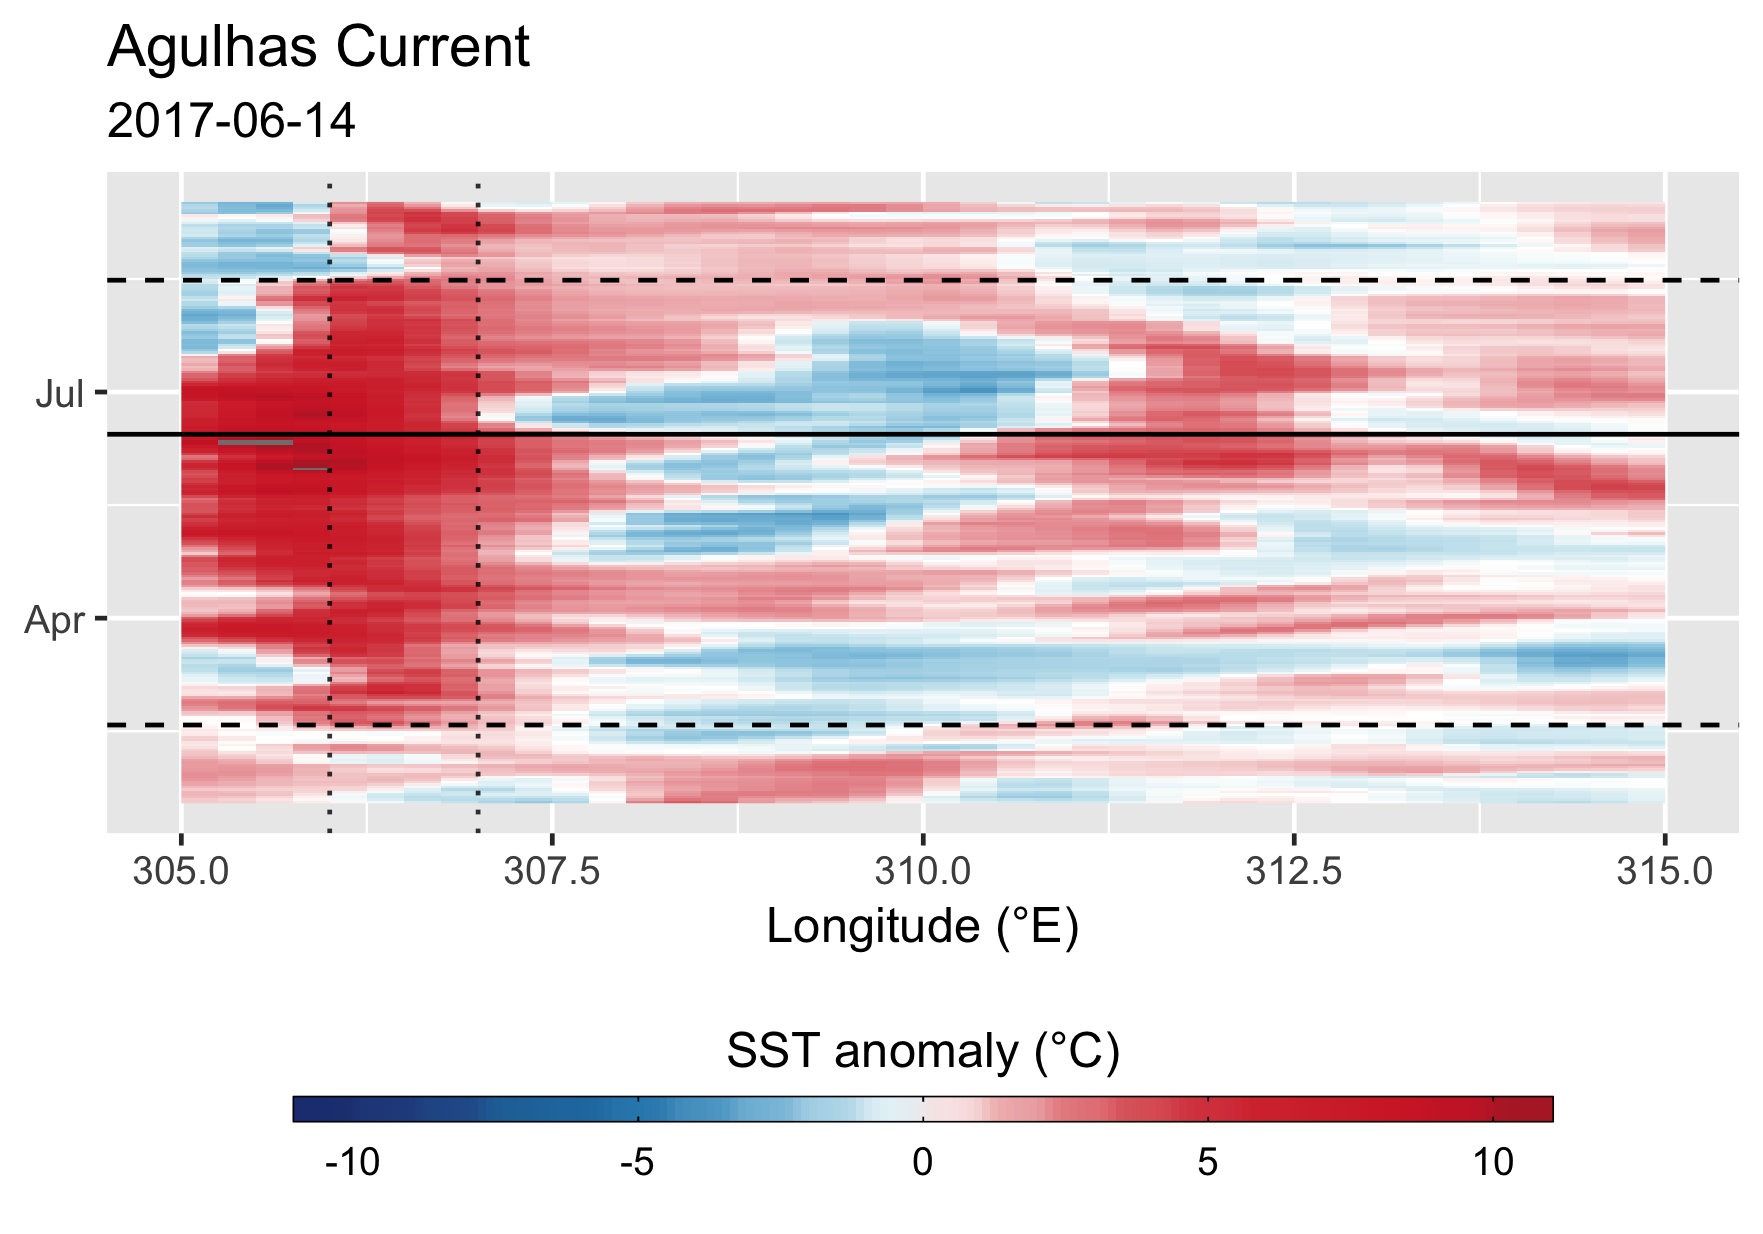 Agulhas Current
2017-06-14
Jul
Apr
305.0 307.5 310.0 312.5 315.0
Longitude (°E)
SST anomaly (°C)
-10 -5 0 5 10